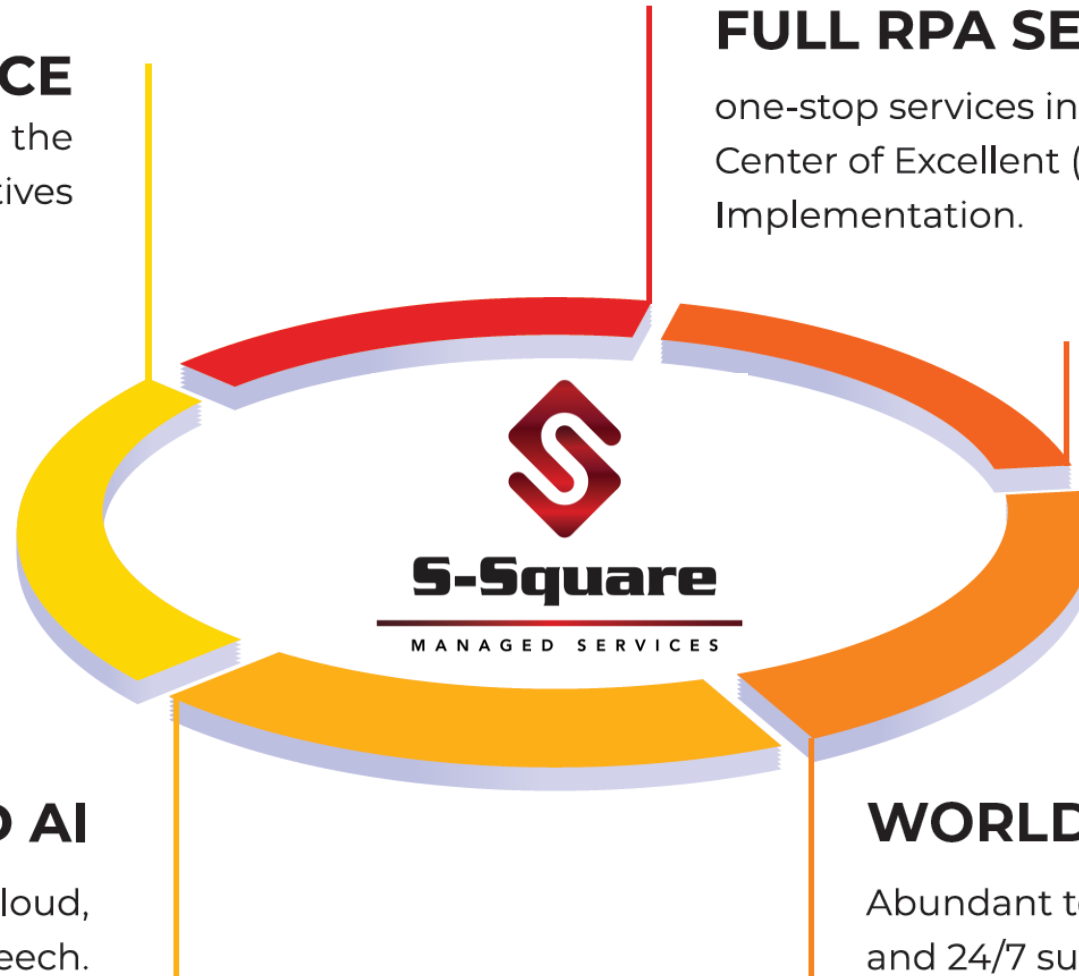 CE
the
tives
FULL RPA SE
one-stop services in
Center of Excellent (
Implementation.
S-Square
MANAGED SERVICES
D AI
loud,
eech.
WORLD
Abundant te
and 24/7 su